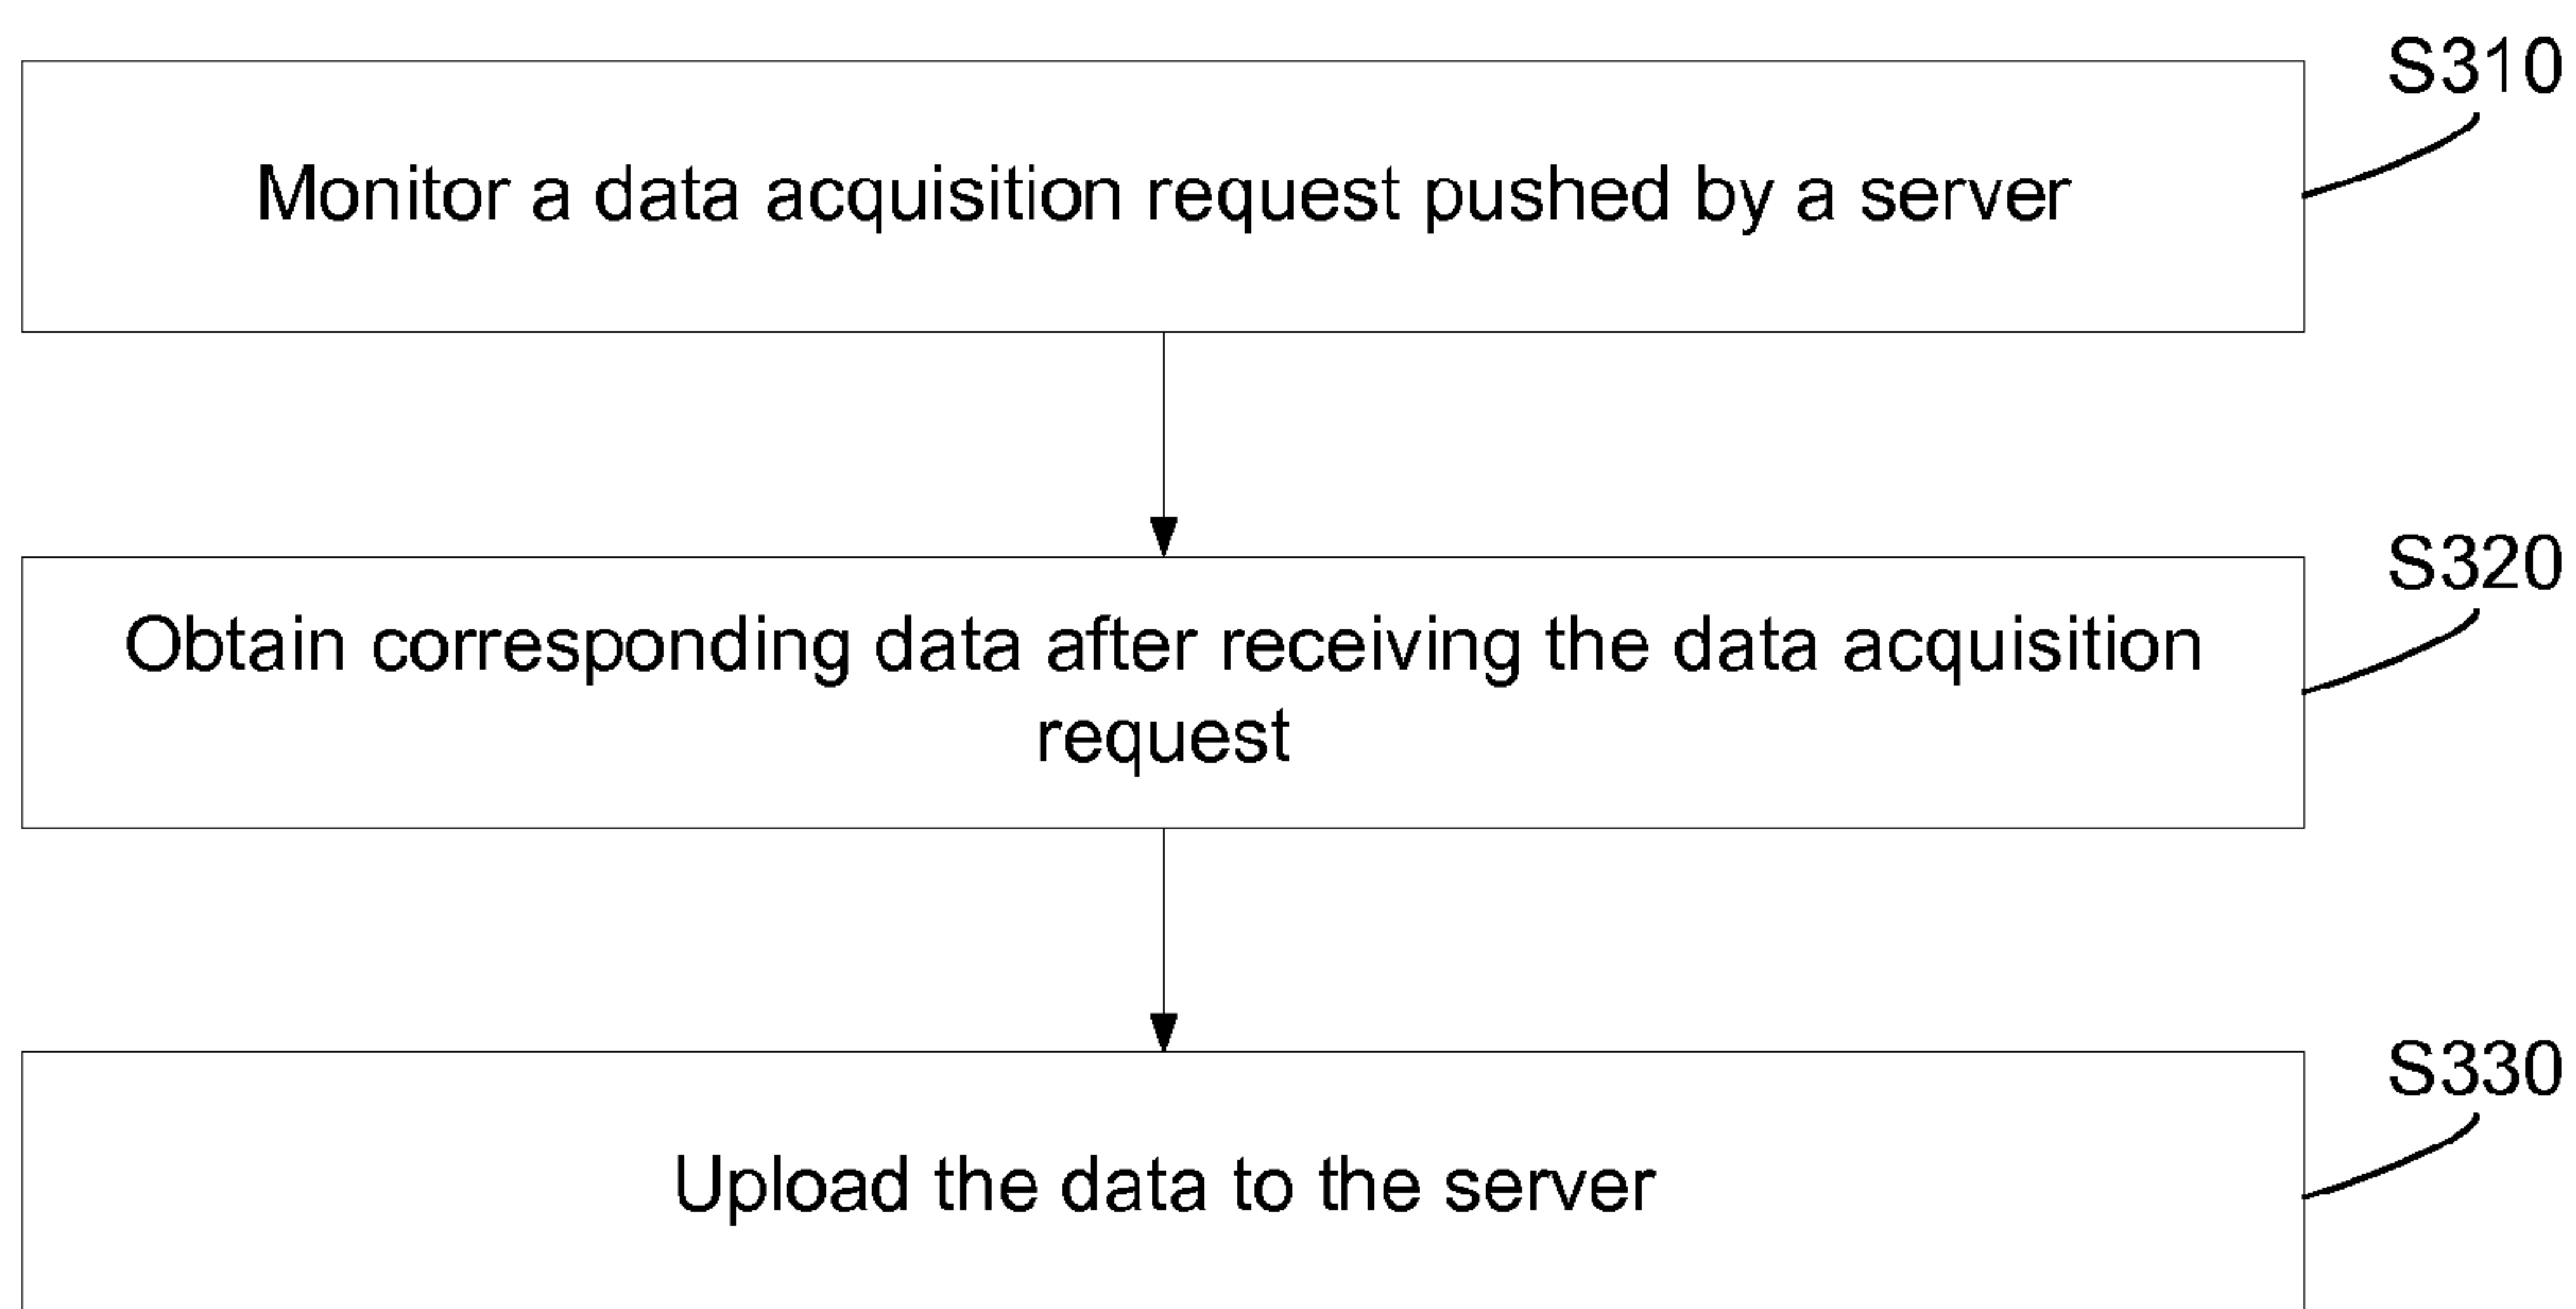 S310
Monitor a data acquisition request pushed by a server
S320
Obtain corresponding data after receiving the data acquisition
request
S330
Upload the data to the server